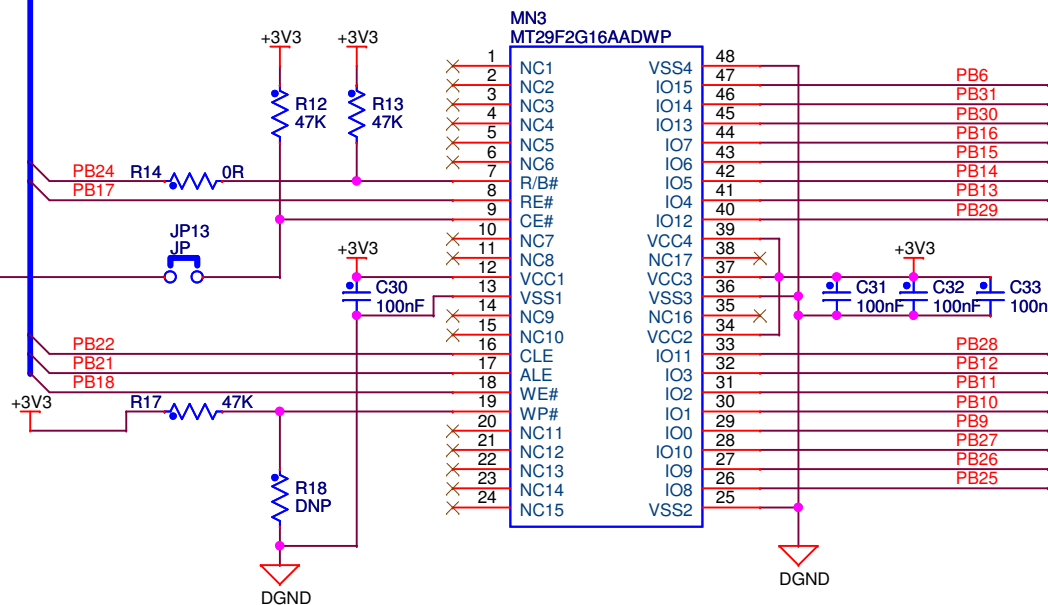 MN3
MT29F2G16AADWP
+3V3
+3V3
R12
47K
R13
47K
PB24
R14
0R
PB17
JP13
JP
+3V3
C30
100nF
PB22
PB21
PB18
+3V3
R17
47K
R18
DNP
DGND
1 NC1
2 NC2
3 NC3
4 NC4
5 NC5
6 NC6
7 R/B#
8 RE#
9 CE#
10 NC7
11 NC8
12 VCC1
13 VSS1
14 NC9
15 NC10
16 CLE
17 ALE
18 WE#
19 WP#
20 NC11
21 NC12
22 NC13
23 NC14
24 NC15
VSS4 48
IO15 47 PB6
IO14 46 PB31
IO13 45 PB30
IO7 44 PB16
IO6 43 PB15
IO5 42 PB14
IO4 41 PB13
IO12 40 PB29
VCC4 39
NC17 38
VCC3 37
VSS3 36
NC16 35
VCC2 34
IO11 33 PB28
IO3 32 PB12
IO2 31 PB11
IO1 30 PB10
IO0 29 PB9
IO10 28 PB27
IO9 27 PB26
IO8 26 PB25
VSS2 25
+3V3
C31
100nF
C32
100nF
C33
100n
DGND